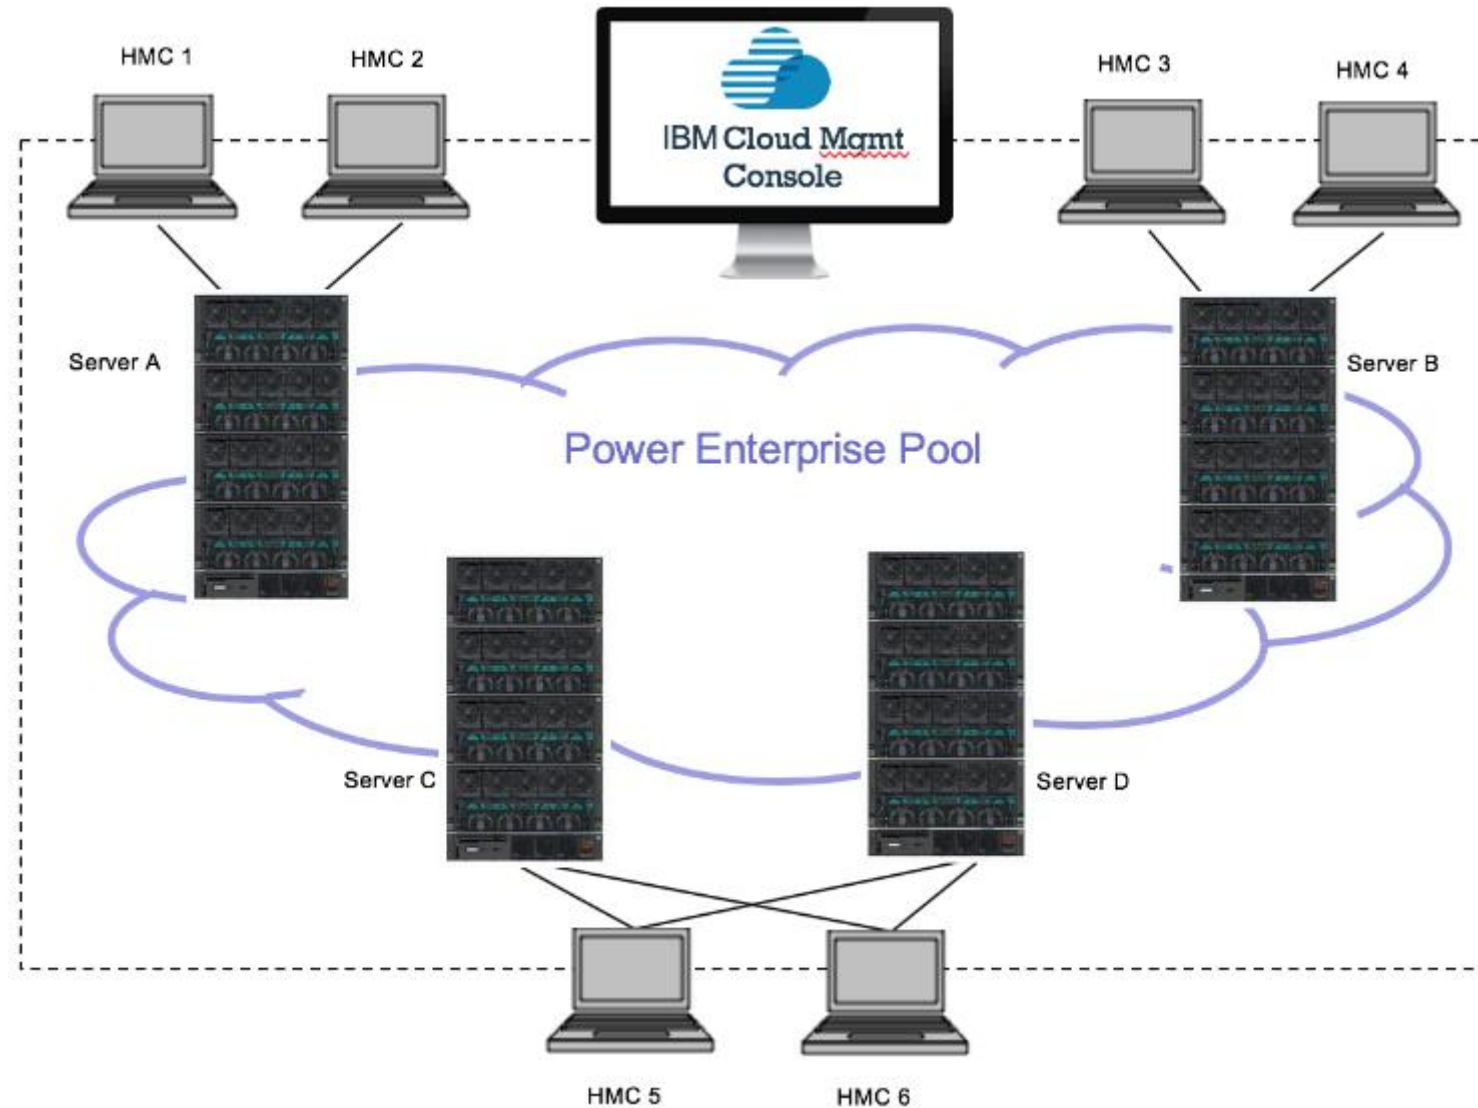 HMC 1
HMC 2
HMC 3
HMC 4
IBM Cloud Mgmt
Console
Server A
Server B
Power Enterprise Pool
Server C
Server D
HMC 5
HMC 6